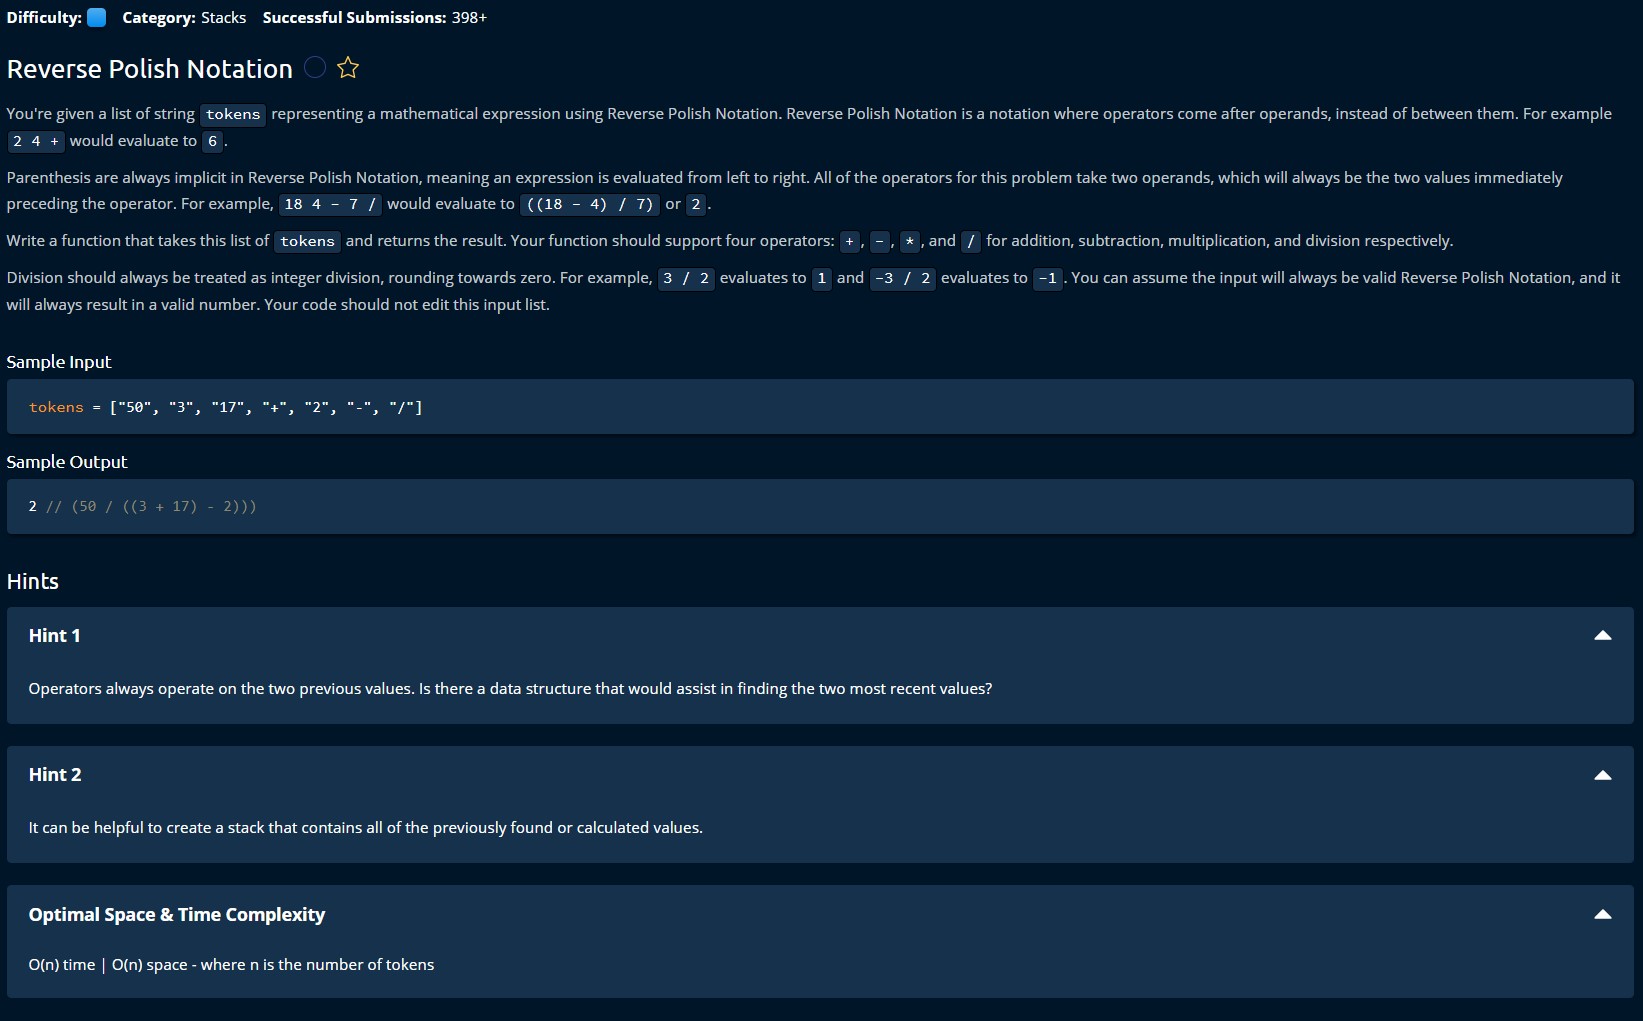 Difficulty: Category: Stacks Successful Submissions: 398+
Reverse Polish Notation
You're given a list of string tokens representing a mathematical expression using Reverse Polish Notation. Reverse Polish Notation is a notation where operators come after operands, instead of between them. For example
2 4 + would evaluate to 6 .
Parenthesis are always implicit in Reverse Polish Notation, meaning an expression is evaluated from left to right. All of the operators for this problem take two operands, which will always be the two values immediately
preceding the operator. For example, 18 4 - 7 / would evaluate to ((18 - 4) / 7) or 2 .
Write a function that takes this list of tokens and returns the result. Your function should support four operators: + , - , * , and / for addition, subtraction, multiplication, and division respectively.
Division should always be treated as integer division, rounding towards zero. For example, 3 / 2 evaluates to 1 and -3 / 2 evaluates to -1 . You can assume the input will always be valid Reverse Polish Notation, and it
will always result in a valid number. Your code should not edit this input list.
Sample Input
tokens = ["50", "3", "17", "+", "2", "-", "/"]
Sample Output
2 // (50 / ((3 + 17) - 2)))
Hints
Hint 1
Operators always operate on the two previous values. Is there a data structure that would assist in finding the two most recent values?
Hint 2
It can be helpful to create a stack that contains all of the previously found or calculated values.
Optimal Space & Time Complexity
O(n) time | O(n) space - where n is the number of tokens